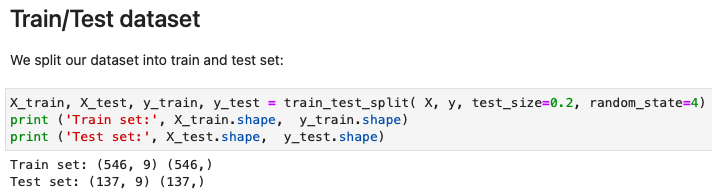 Train/Test dataset
We split our dataset into train and test set:
X_train, X_test, y_train, y_test = train_test_split( X, y, test_size=0.2, random_state=4)
print ('Train set:', X_train.shape,  y_train.shape)
print ('Test set:', X_test.shape,  y_test.shape)
Train set: (546, 9) (546,)
Test set: (137, 9) (137,)